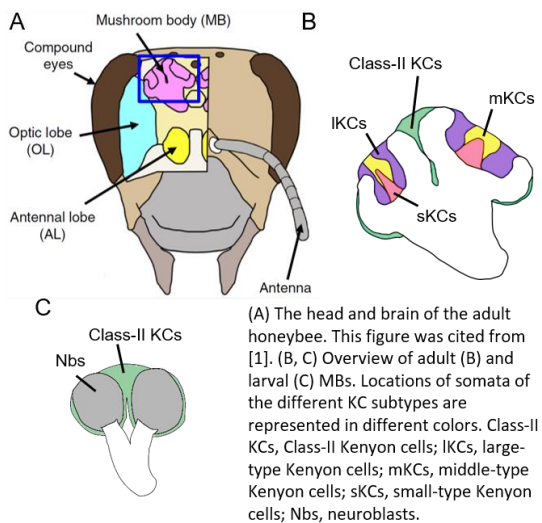 A
Mushroom body (MB)
Compound
eyes
Optic lobe
(OL)
Antennal lobe
(AL)
Antenna
B
Class-II KCs
mKCs
lKCs
sKCs
C
Class-II KCs
Nbs
(A) The head and brain of the adult
honeybee. This figure was cited from
[1]. (B, C) Overview of adult (B) and
larval (C) MBs. Locations of somata of
the different KC subtypes are
represented in different colors. Class-II
KCs, Class-II Kenyon cells; lKCs, large-
type Kenyon cells; mKCs, middle-type
Kenyon cells; sKCs, small-type Kenyon
cells; Nbs, neuroblasts.